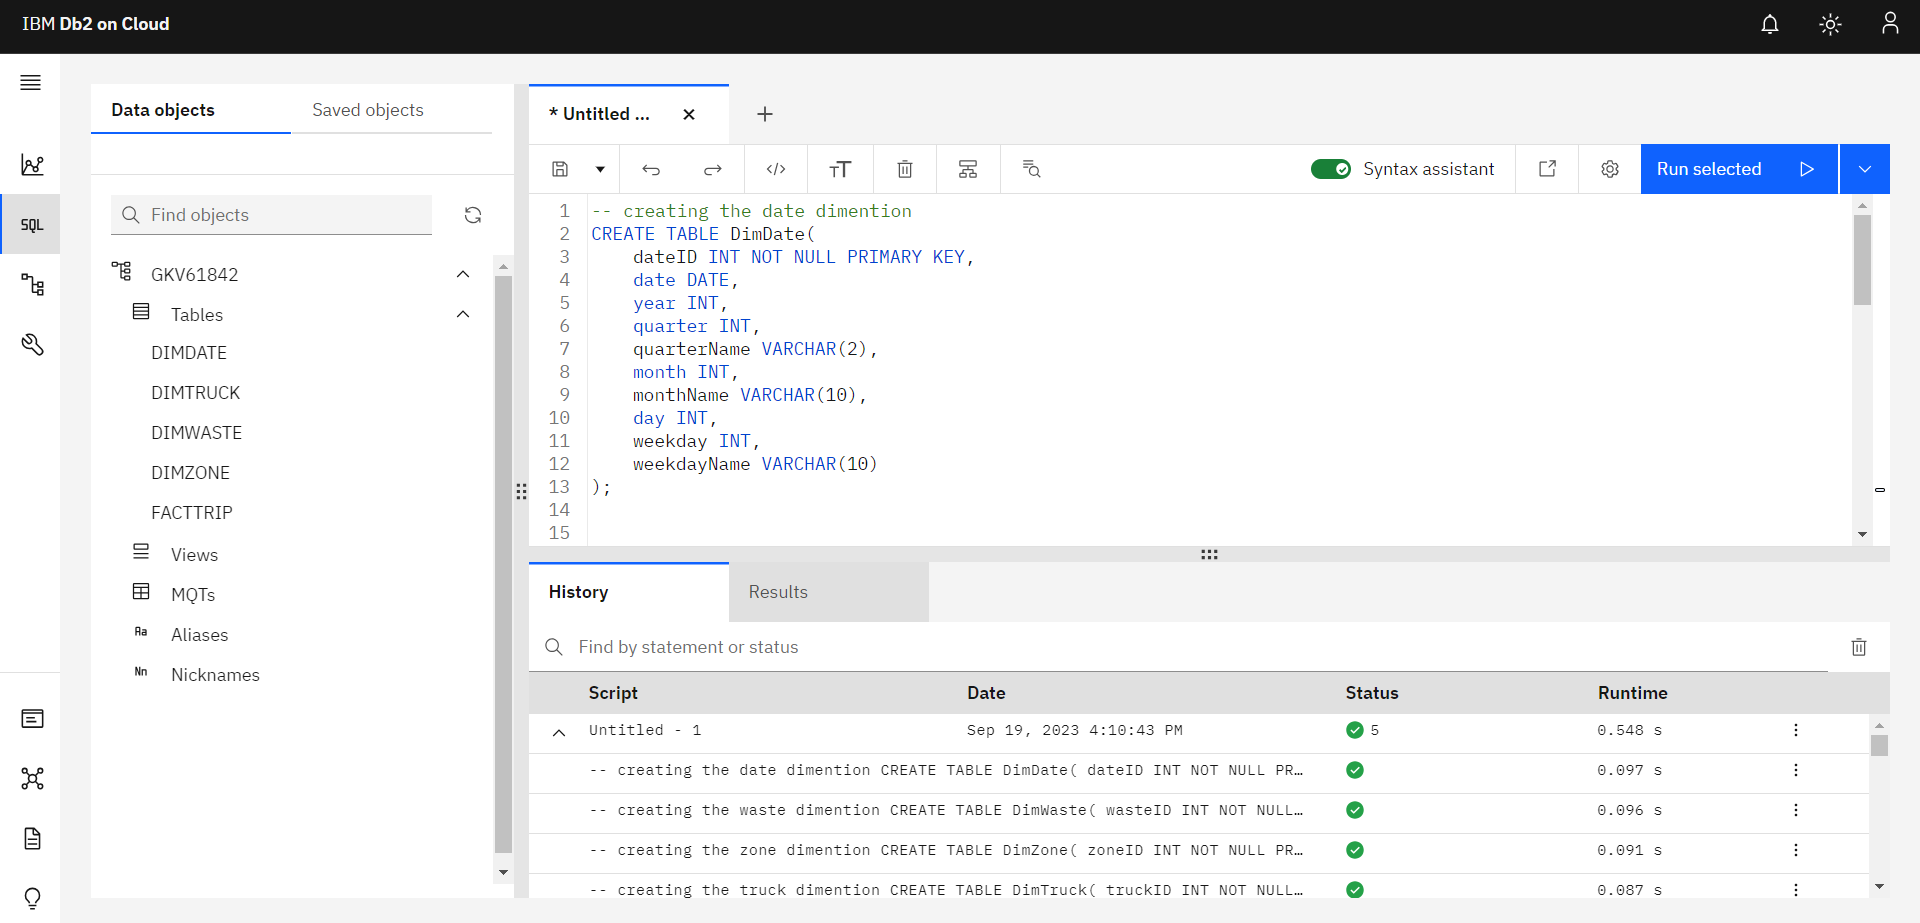 IBM Db2 on Cloud
Data objects
Saved objects
Find objects
GKV61842
Tables
DIMDATE
DIMTRUCK
DIMWASTE
DIMZONE
FACTTRIP
Views
MQTs
Aa Aliases
Nn Nicknames
SQL
* Untitled ...
TT
Syntax assistant
Run selected
1 -- creating the date dimention
2 CREATE TABLE DimDate(
3 dateID INT NOT NULL PRIMARY KEY,
4 date DATE,
5 year INT,
6 quarter INT,
7 quarterName VARCHAR(2),
8 month INT,
9 monthName VARCHAR(10),
10 day INT,
11 weekday INT,
12 weekdayName VARCHAR(10)
13 );
14
15
History
Results
Find by statement or status
Script Date Status Runtime
Untitled - 1 Sep 19, 2023 4:10:43 PM 5 0.548 s
-- creating the date dimention CREATE TABLE DimDate( dateID INT NOT NULL PR… 0.097 s
-- creating the waste dimention CREATE TABLE DimWaste( wasteID INT NOT NULL… 0.096 s
-- creating the zone dimention CREATE TABLE DimZone( zoneID INT NOT NULL PR… 0.091 s
-- creating the truck dimention CREATE TABLE DimTruck( truckID INT NOT NULL… 0.087 s